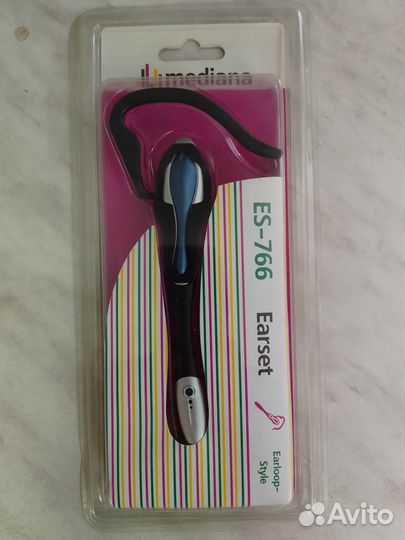 mediana
ES-766
Earset
Earloop-
Style
Avito